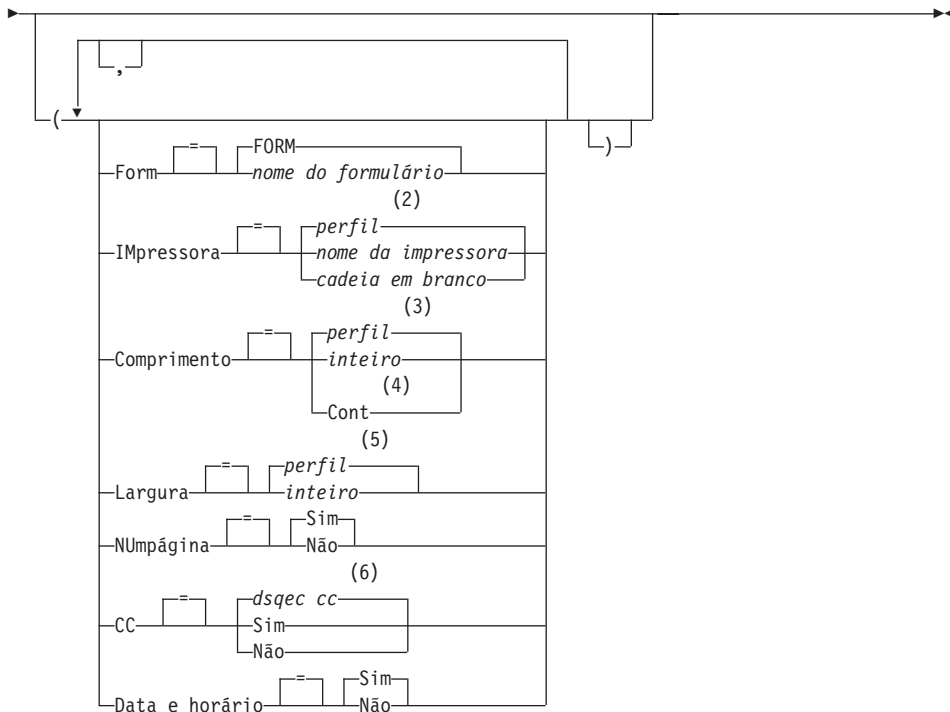 ,
(
)
= FORM
Form nome do formulário
(2)
= perfil
IMpressora nome da impressora
cadeia em branco
(3)
= perfil
Comprimento inteiro
(4)
Cont
(5)
= perfil
Largura inteiro
= Sim
NUmpágina Não
(6)
= dsqec cc
CC Sim
Não
= Sim
Data e horário Não